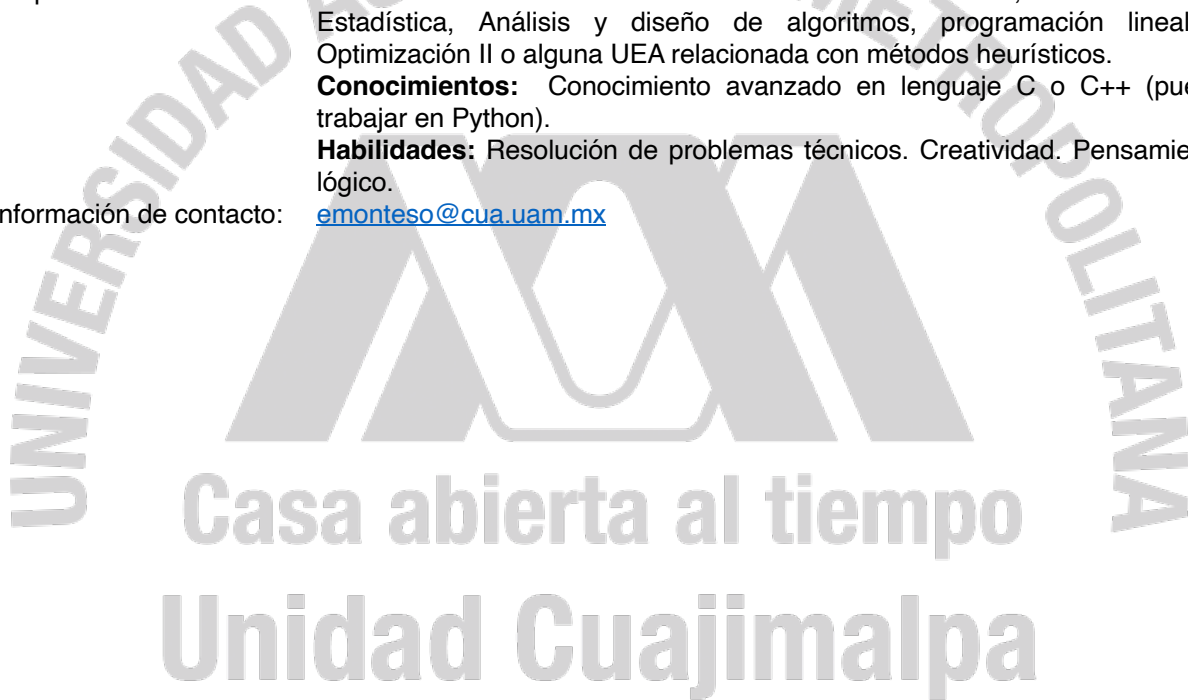 Estadística, Análisis y diseño de algoritmos, programación lineal
Optimización II o alguna UEA relacionada con métodos heurísticos.
Conocimientos: Conocimiento avanzado en lenguaje C o C++ (pue
trabajar en Python).
Habilidades: Resolución de problemas técnicos. Creatividad. Pensamie
lógico.
nformación de contacto: emonteso@cua.uam.mx
UNIVERSIDAD A METROPOLITANA
Casa abierta al tiempo
Unidad Cuajimalpa